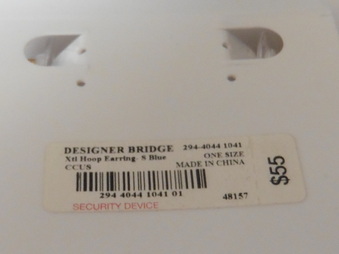 DESIGNER BRIDGE 294-4044 1041
Xtl Hoop Earring- S Blue ONE SIZE
CCUS MADE IN CHINA
294 4044 1041 01 48157
SECURITY DEVICE
$55